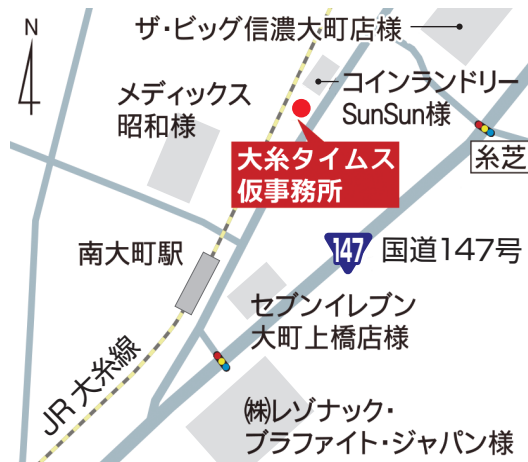 N
ザ・ビッグ信濃大町店様
コインランドリー
SunSun様
メディックス
昭和様
大糸タイムス
仮事務所
糸芝
147
国道147号
南大町駅
セブンイレブン
大町上橋店様
JR 大糸線
㈱レゾナック・
ブラファイト・ジャパン様